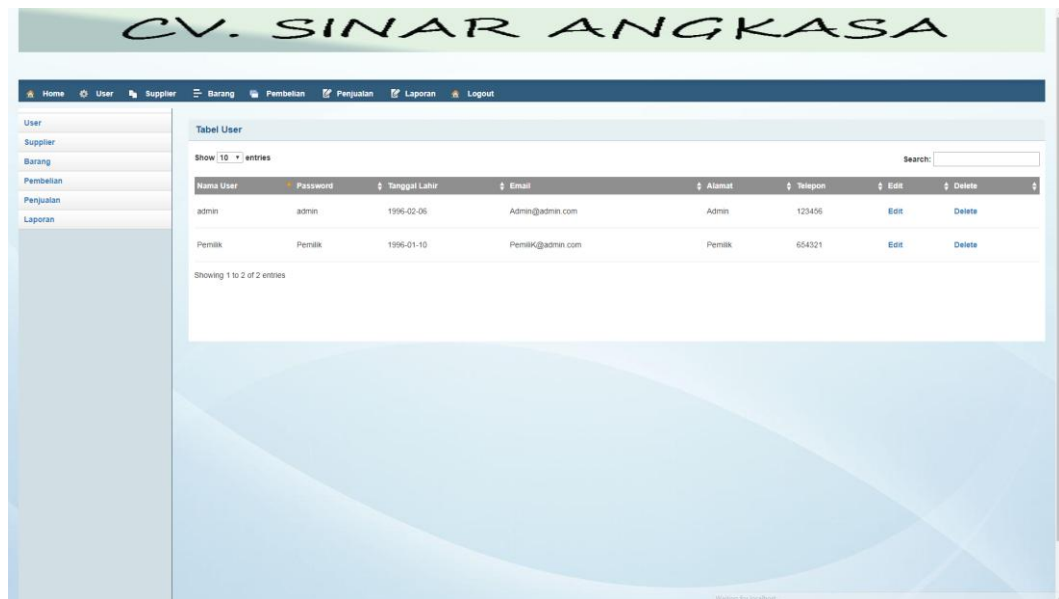 CV. SINAR ANGKASA
Home User Supplier Barang Pembelian Penjualan Laporan Logout
User
Supplier
Barang
Pembelian
Penjualan
Laporan
Tabel User
Show 10 entries Search:
Nama User Password Tanggal Lahir Email Alamat Telepon Edit Delete
admin admin 1996-02-06 Admin@admin.com Admin 123456 Edit Delete
Pemilik Pemilik 1996-01-10 PemiliK@admin.com Pemilik 654321 Edit Delete
Showing 1 to 2 of 2 entries